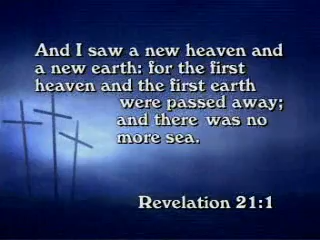 And I saw a new heaven and
a new earth: for the first
heaven and the first earth
were passed away;
and there was no
more sea.
Revelation 21:1